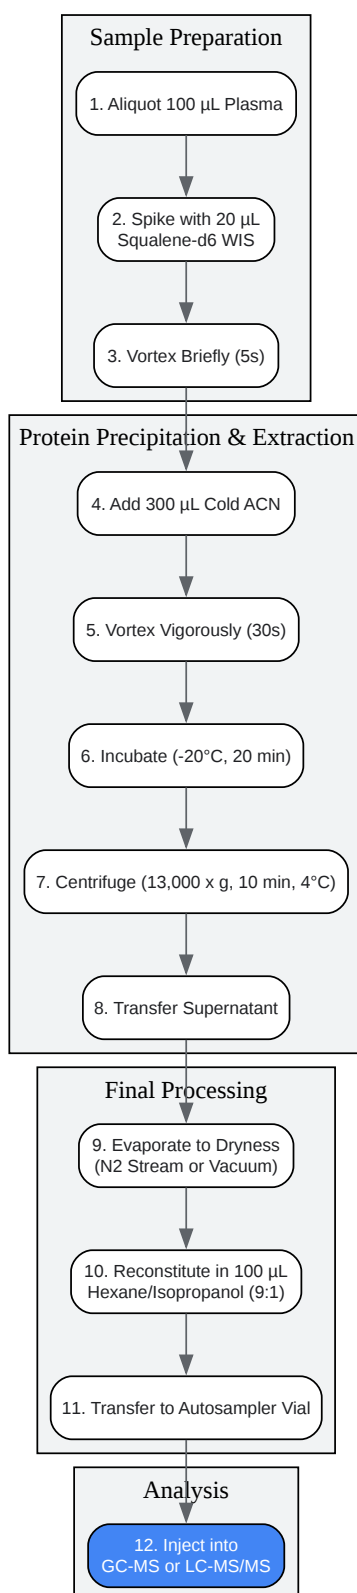 Sample Preparation
1. Aliquot 100 µL Plasma
2. Spike with 20 µL
Squalene-d6 WIS
3. Vortex Briefly (5s)
Protein Precipitation & Extraction
4. Add 300 µL Cold ACN
5. Vortex Vigorously (30s)
6. Incubate (-20°C, 20 min)
7. Centrifuge (13,000 x g, 10 min, 4°C)
8. Transfer Supernatant
Final Processing
9. Evaporate to Dryness
(N2 Stream or Vacuum)
10. Reconstitute in 100 µL
Hexane/Isopropanol (9:1)
11. Transfer to Autosampler Vial
Analysis
12. Inject into
GC-MS or LC-MS/MS